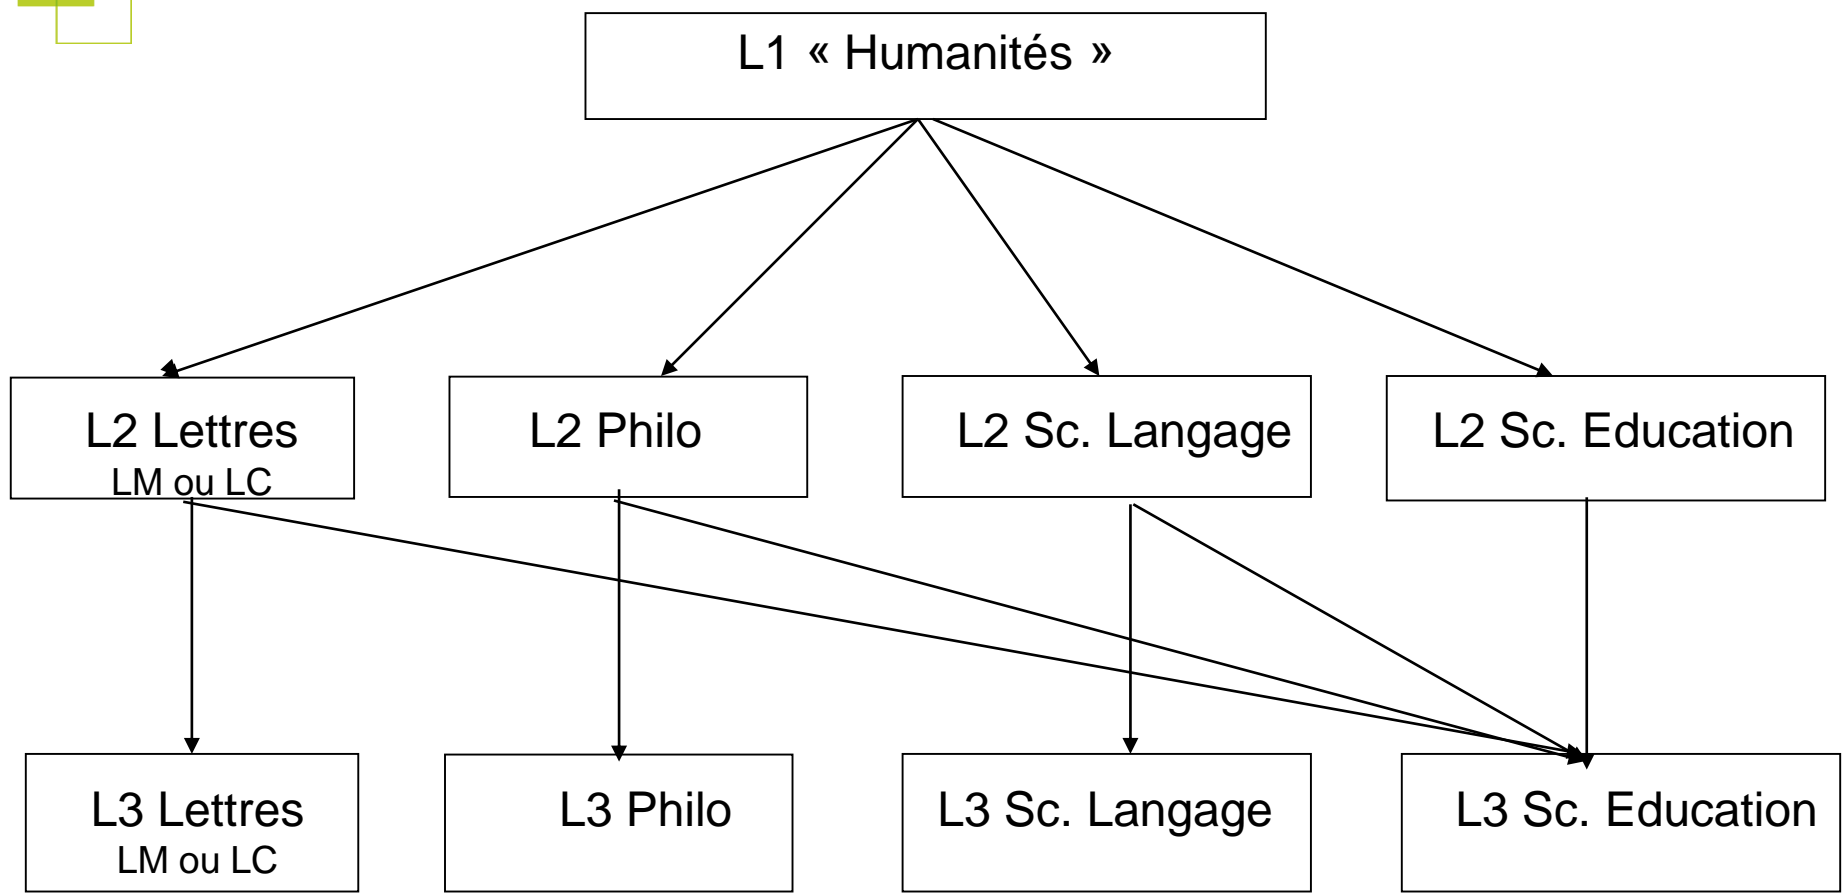 L1 « Humanités »
L2 Lettres
LM ou LC
L2 Philo
L2 Sc. Langage
L2 Sc. Education
L3 Lettres
LM ou LC
L3 Philo
L3 Sc. Langage
L3 Sc. Education